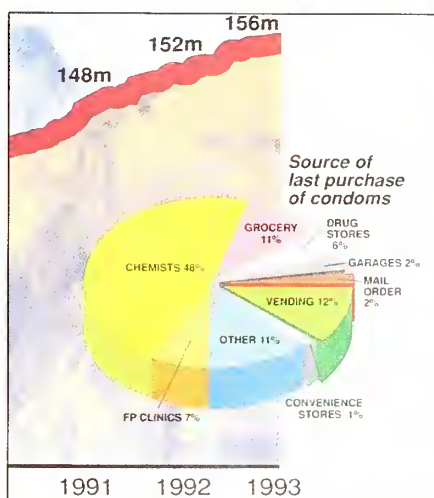 156m
152m
148m
Source of
last purchase
of condoms
GROCERY
11%
DRUG
STORES
6%
GARAGES 2%
CHEMISTS 48%
MAIL
ORDER
2%
VENDING 12%
OTHER 11%
CONVENIENCE
STORES 1%
FP CLINICS 7%
1991 1992 1993